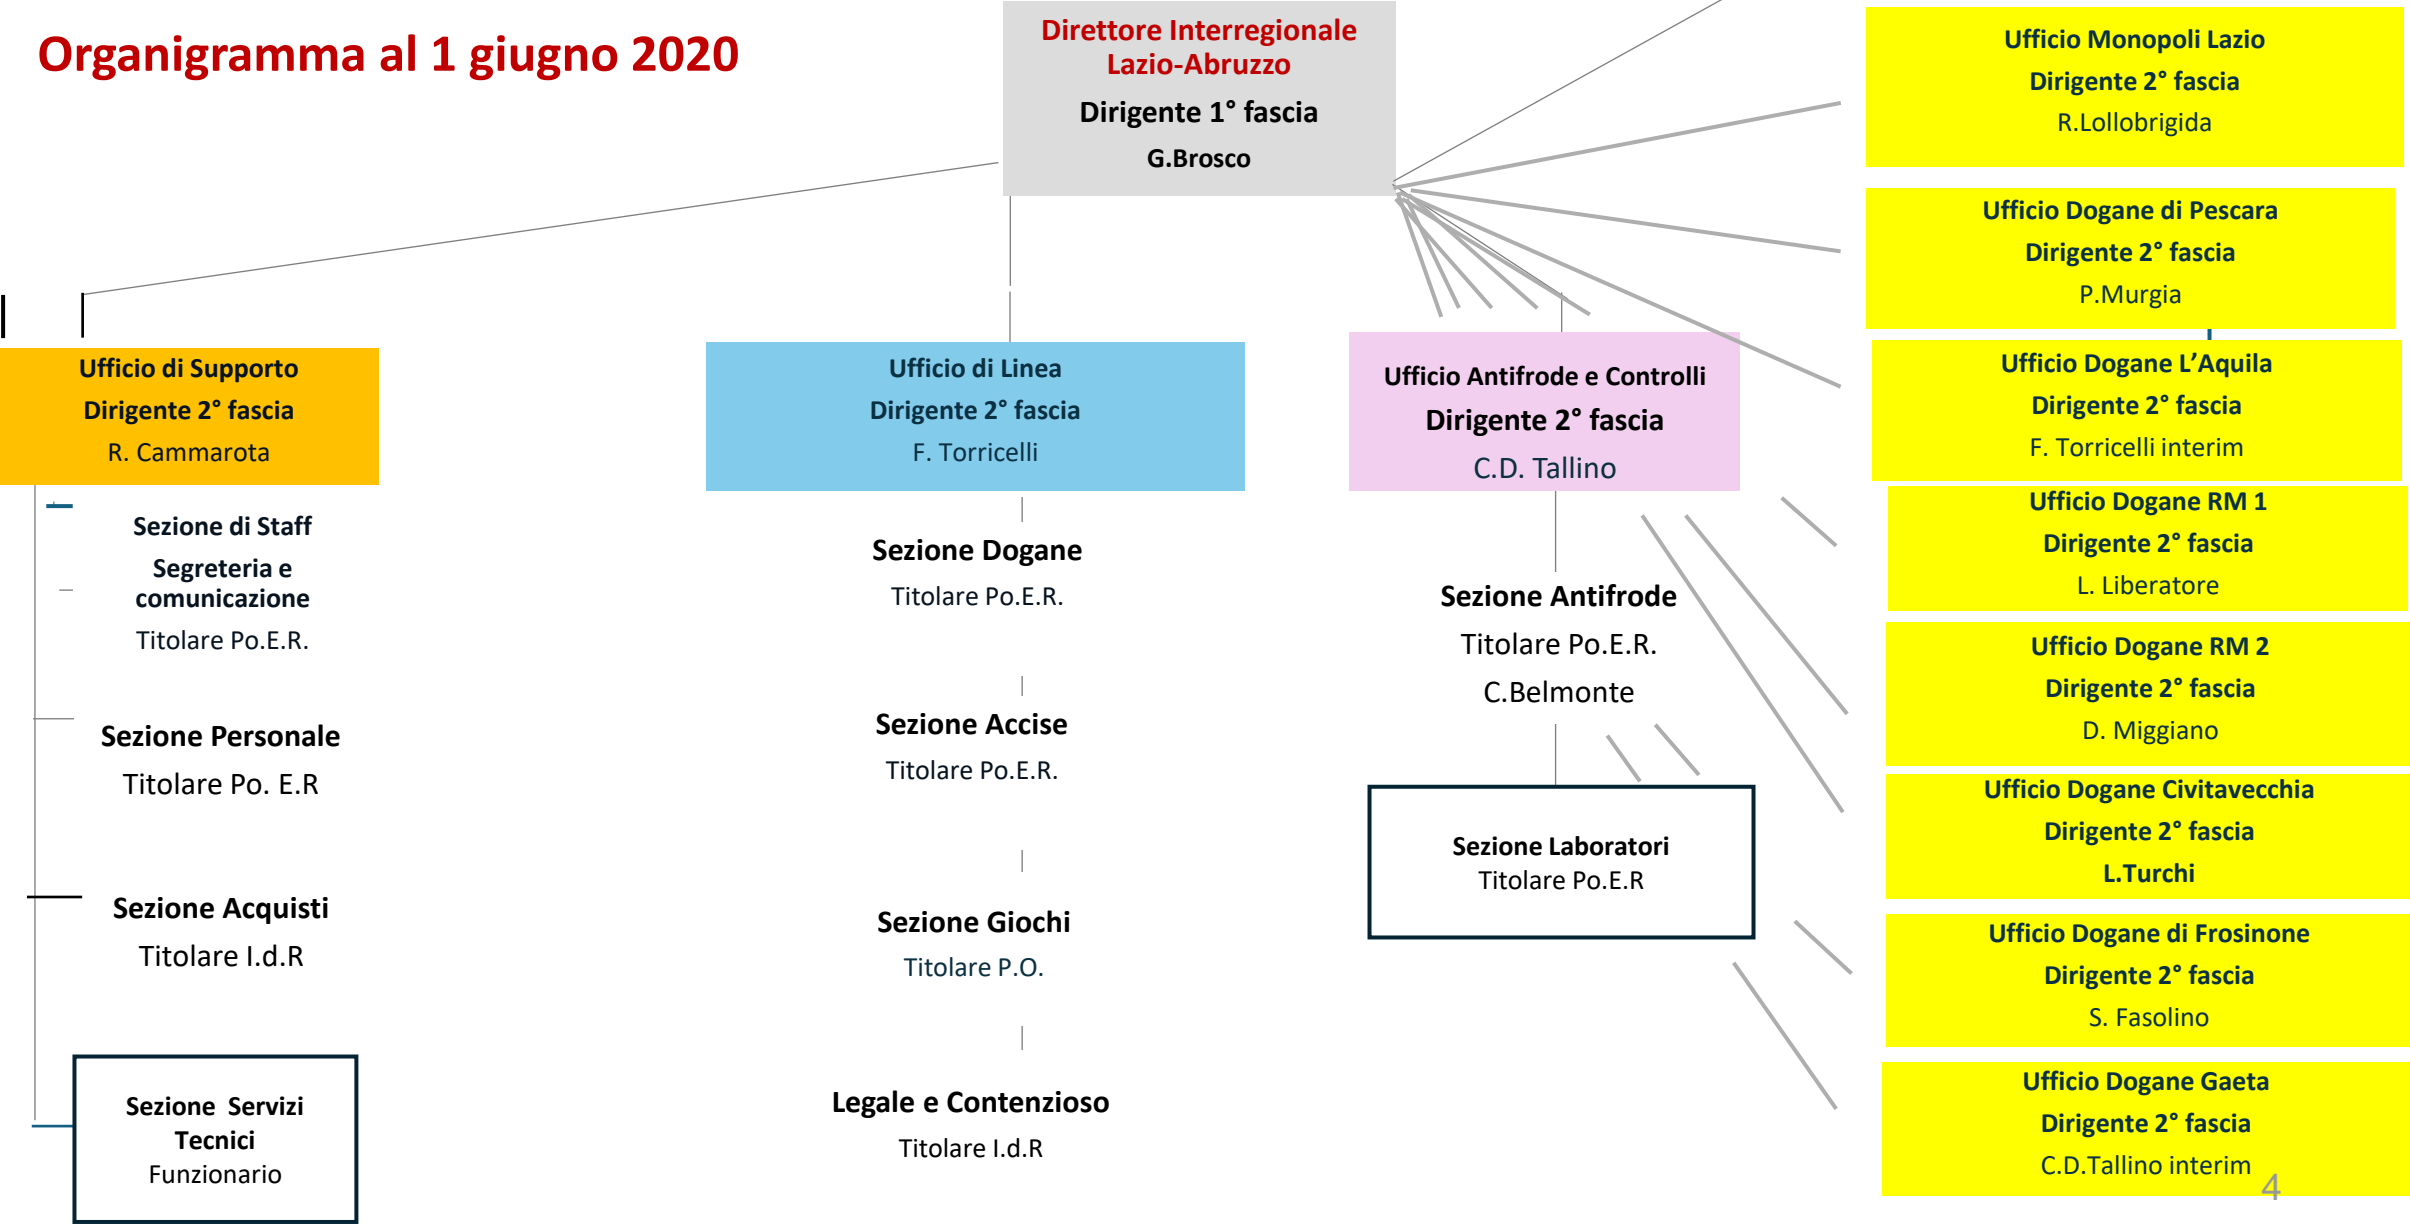 Organigramma al 1 giugno 2020
Direttore Interregionale
Lazio-Abruzzo
Dirigente 1° fascia
G.Brosco
Ufficio di Supporto
Dirigente 2° fascia
R. Cammarota
Sezione di Staff
Segreteria e
comunicazione
Titolare Po.E.R.
Sezione Personale
Titolare Po. E.R
Sezione Acquisti
Titolare I.d.R
Sezione  Servizi
Tecnici
Funzionario
Ufficio di Linea
Dirigente 2° fascia
F. Torricelli
Sezione Dogane
Titolare Po.E.R.
Sezione Accise
Titolare Po.E.R.
Sezione Giochi
Titolare P.O.
Legale e Contenzioso
Titolare I.d.R
Ufficio Antifrode e Controlli
Dirigente 2° fascia
C.D. Tallino
Sezione Antifrode
Titolare Po.E.R.
C.Belmonte
Sezione Laboratori
Titolare Po.E.R
Ufficio Monopoli Lazio
Dirigente 2° fascia
R.Lollobrigida
Ufficio Dogane di Pescara
Dirigente 2° fascia
P.Murgia
Ufficio Dogane L’Aquila
Dirigente 2° fascia
F. Torricelli interim
Ufficio Dogane RM 1
Dirigente 2° fascia
L. Liberatore
Ufficio Dogane RM 2
Dirigente 2° fascia
D. Miggiano
Ufficio Dogane Civitavecchia
Dirigente 2° fascia
L.Turchi
Ufficio Dogane di Frosinone
Dirigente 2° fascia
S. Fasolino
Ufficio Dogane Gaeta
Dirigente 2° fascia
C.D.Tallino interim
4